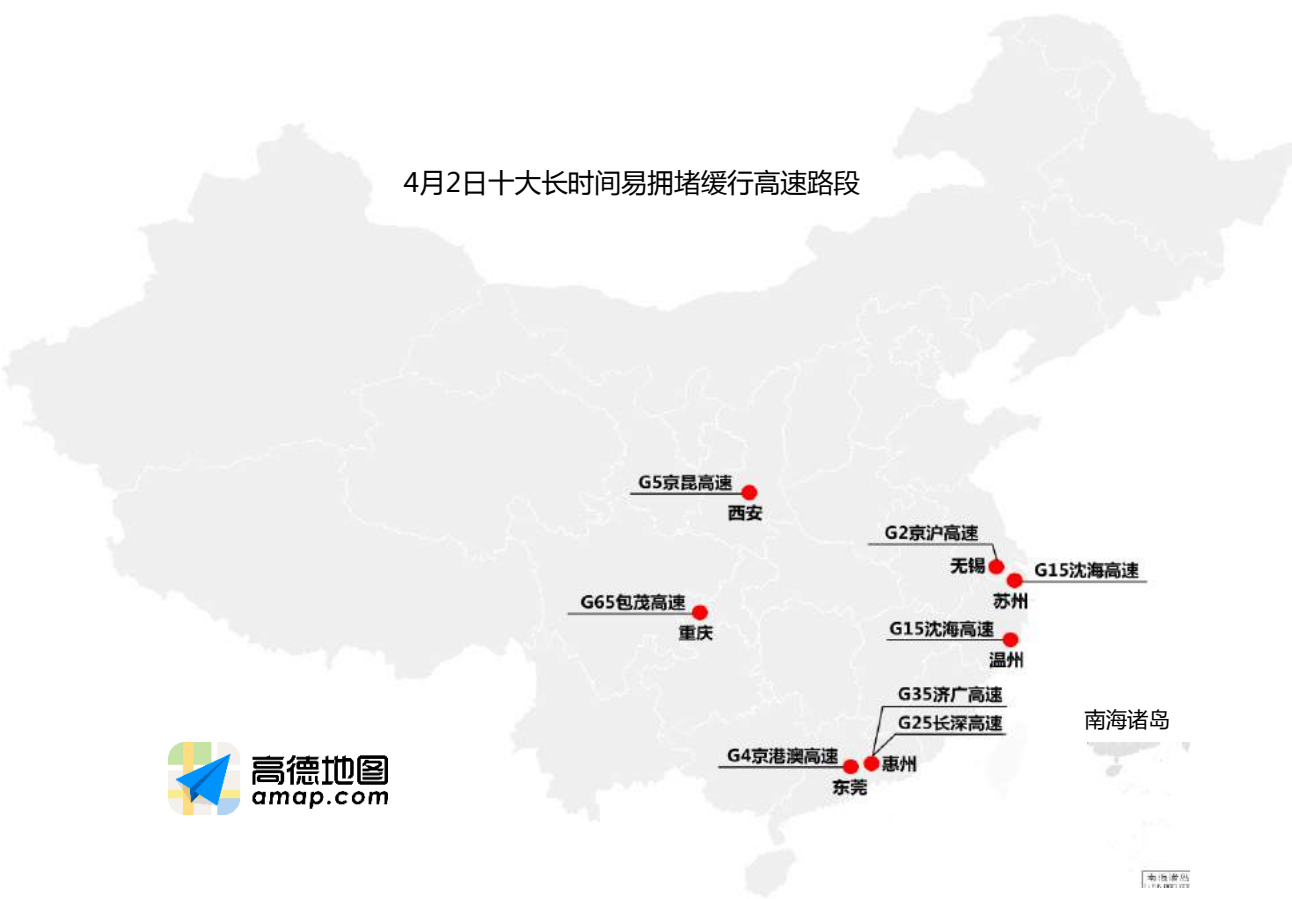 4月2日十大长时间易拥堵缓行高速路段
G5京昆高速
西安
G2京沪高速
无锡
G15沈海高速
苏州
G65包茂高速
重庆
G15沈海高速
温州
G35济广高速
G25长深高速
南海诸岛
G4京港澳高速
惠州
东莞
高德地图
amap.com
南海诸岛